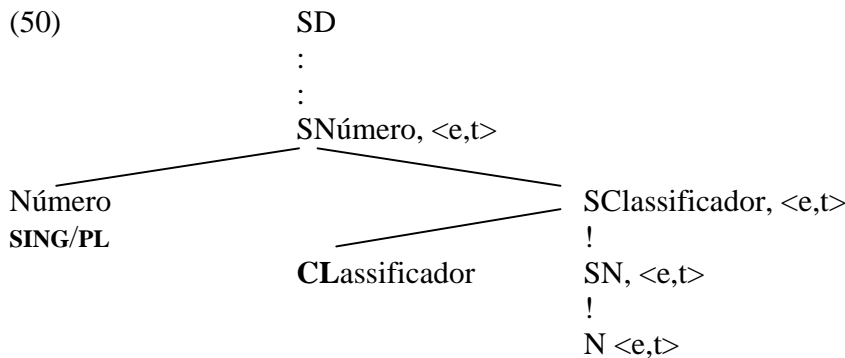 (50) SD
:
:
SNúmero, <e,t>
Número SClassificador, <e,t>
SING/PL !
CLassificador SN, <e,t>
!
N <e,t>